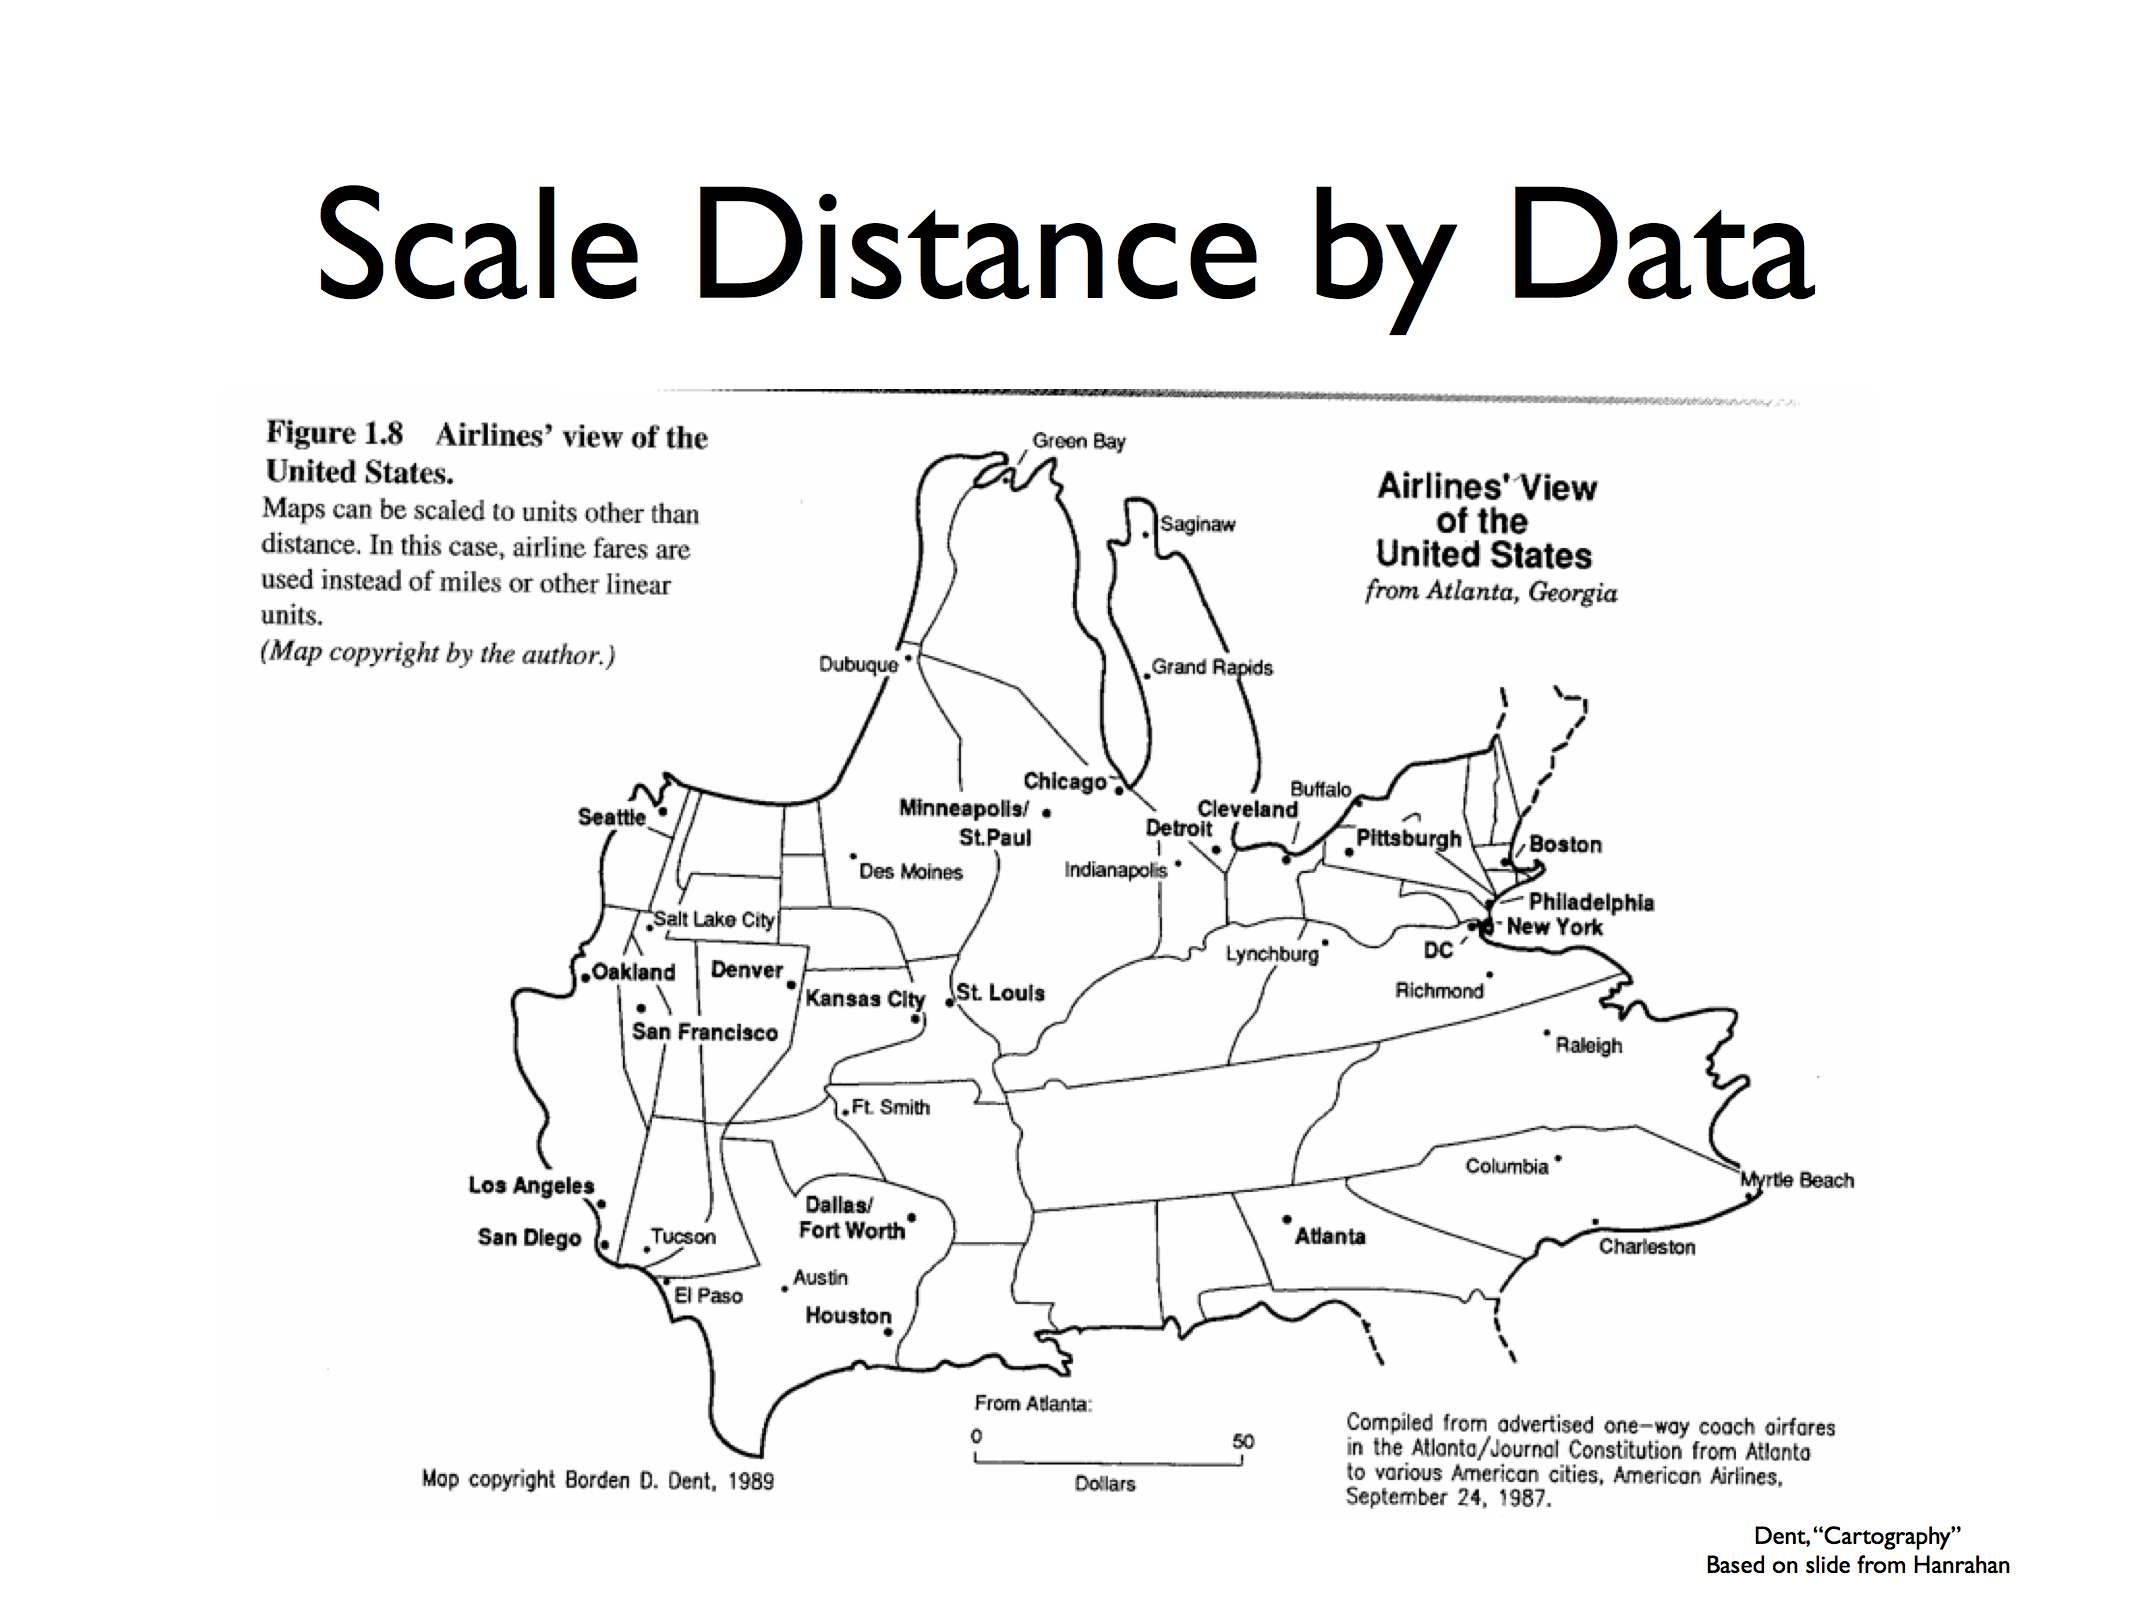 Scale Distance by Data
Figure 1.8 Airlines' view of the
United States.
Maps can be scaled to units other than
distance. In this case, airline fares are
used instead of miles or other linear
units.
(Map copyright by the author.)
Airlines' View
of the
United States
from Atlanta, Georgia
Green Bay
Saginaw
Dubuque
Grand Rapids
Chicago
Buffalo
Seattle
Minneapolis/
St.Paul
Cleveland
Detroit
Pittsburgh
Boston
Des Moines
Indianapolis
Philadelphia
Salt Lake City
New York
DC
Lynchburg
Oakland
Denver
Kansas City
St. Louis
Richmond
San Francisco
Raleigh
Ft. Smith
Columbia
Myrtle Beach
Los Angeles
Dallas/
Fort Worth
San Diego
Tucson
Atlanta
Charleston
Austin
El Paso
Houston
From Atlanta:
0 50
Dollars
Map copyright Borden D. Dent, 1989
Compiled from advertised one-way coach airfares
in the Atlanta/Journal Constitution from Atlanta
to various American cities, American Airlines,
September 24, 1987.
Dent, “Cartography”
Based on slide from Hanrahan